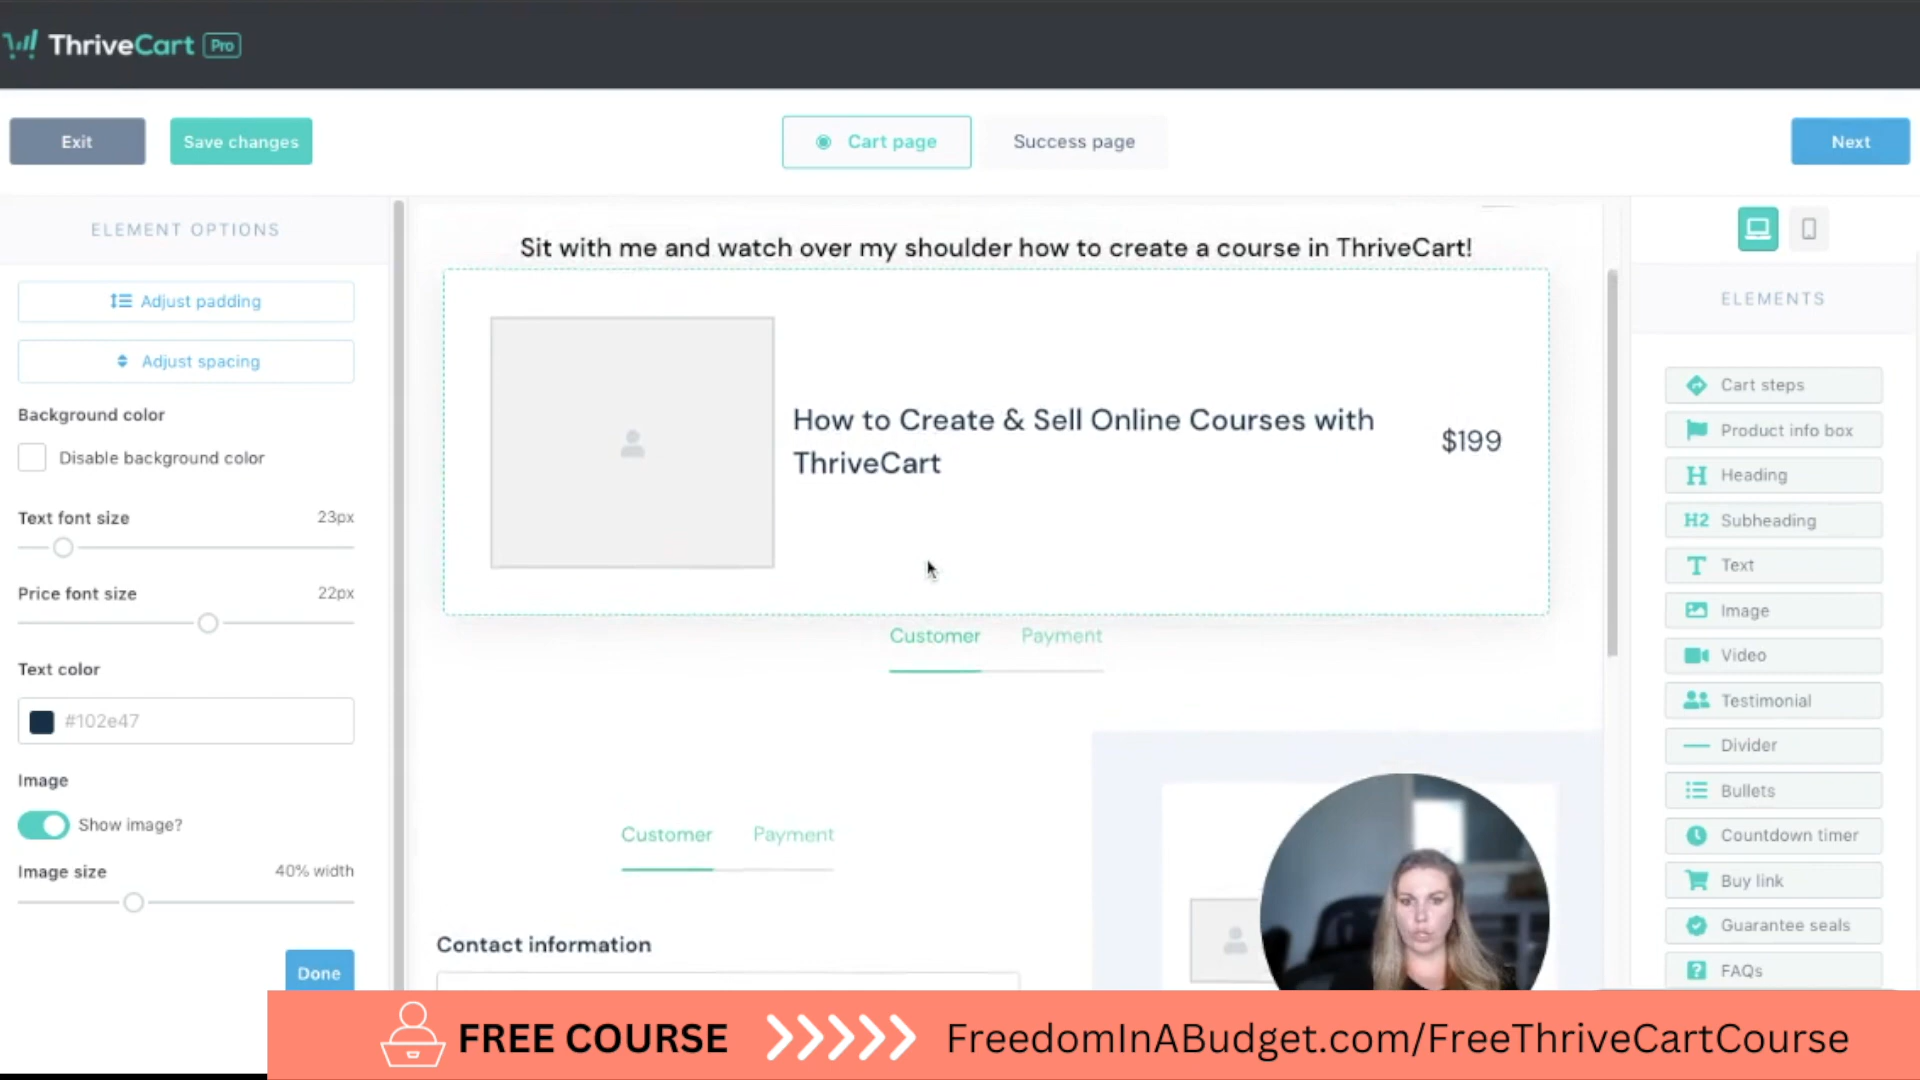 ThriveCart Pro
Exit
Save changes
Cart page
Success page
Next
ELEMENT OPTIONS
Adjust padding
Adjust spacing
Background color
Disable background color
Text font size 23px
Price font size 22px
Text color
#102e47
Image
Show image?
Image size 40% width
Done
Sit with me and watch over my shoulder how to create a course in ThriveCart!
How to Create & Sell Online Courses with
ThriveCart
$199
Customer Payment
Customer Payment
Contact information
ELEMENTS
Cart steps
Product info box
H Heading
H2 Subheading
T Text
Image
Video
Testimonial
Divider
Bullets
Countdown timer
Buy link
Guarantee seals
? FAQs
FREE COURSE FreedomInABudget.com/FreeThriveCartCourse